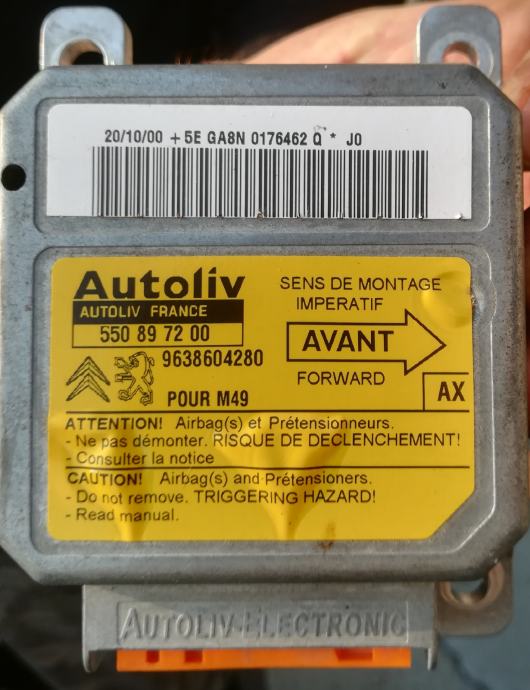 20/10/00 +5E GA8N 0176462 Q * J0
Autoliv
AUTOLIV FRANCE
550 89 72 00
9638604280
POUR M49
SENS DE MONTAGE
IMPERATIF
AVANT
FORWARD
AX
ATTENTION! Airbag(s) et Prétensionneurs.
- Ne pas démonter. RISQUE DE DECLENCHEMENT!
- Consulter la notice
CAUTION! Airbag(s) and Prétensioners.
- Do not remove. TRIGGERING HAZARD!
- Read manual.
AUTOLIV-ELECTRONIC